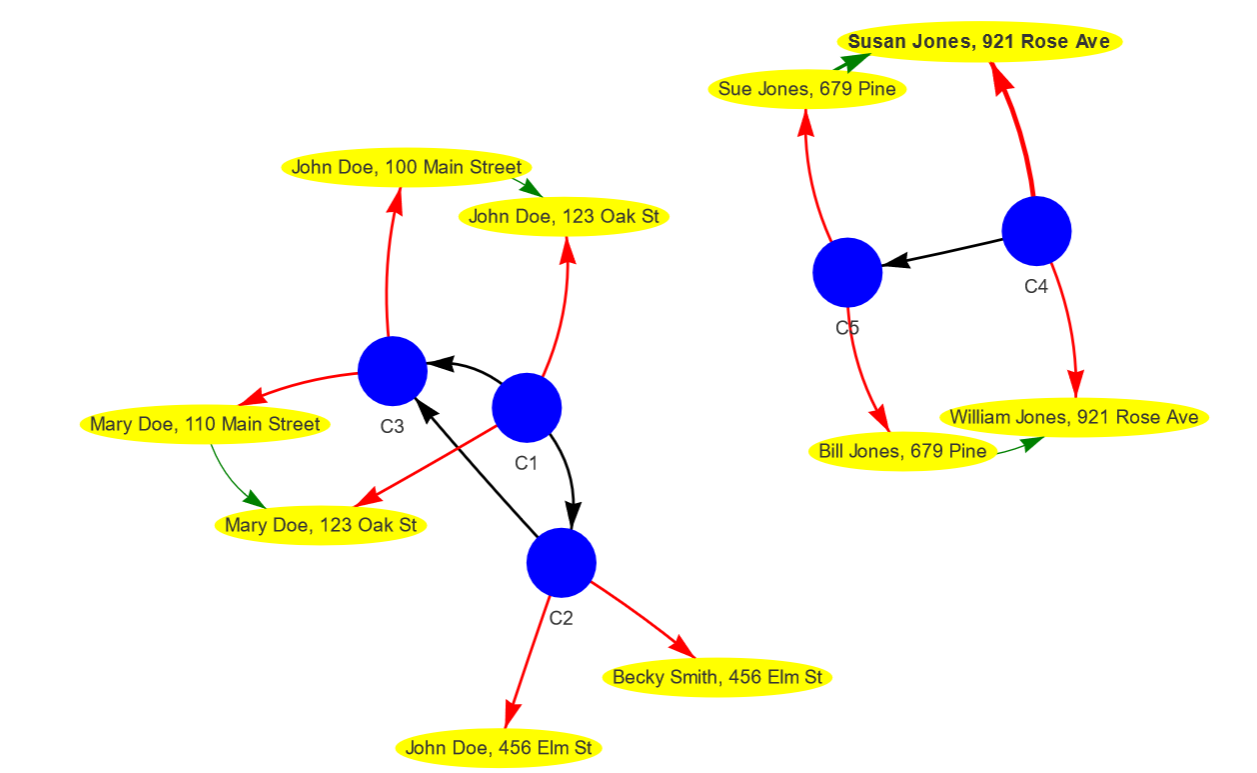 Susan Jones, 921 Rose Ave
Sue Jones, 679 Pine
John Doe, 100 Main Street
John Doe, 123 Oak St
C4
C5
Mary Doe, 110 Main Street
C3
C1
William Jones, 921 Rose Ave
Bill Jones, 679 Pine
Mary Doe, 123 Oak St
C2
Becky Smith, 456 Elm St
John Doe, 456 Elm St